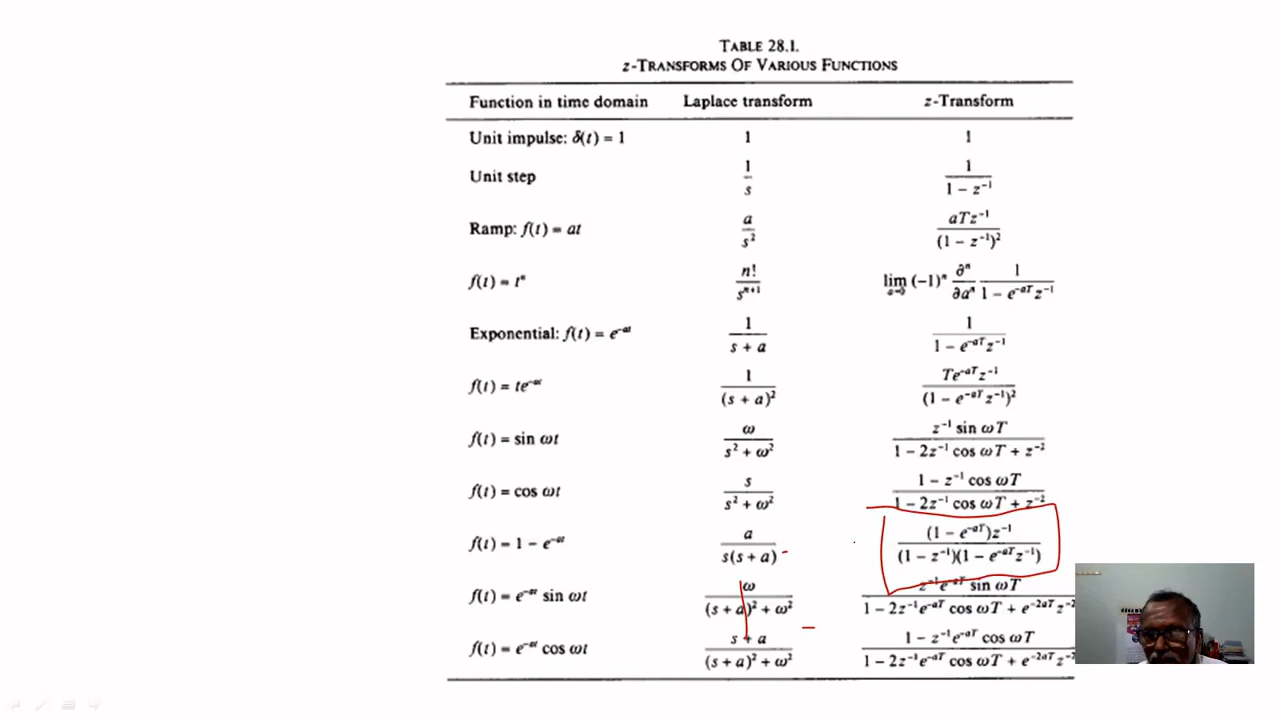 TABLE 28.1.
z-TRANSFORMS OF VARIOUS FUNCTIONS
Function in time domain Laplace transform z-Transform
Unit impulse: δ(t) = 1 1 1
Unit step 1/s 1/(1 − z⁻¹)
Ramp: f(t) = at a/s² aTz⁻¹/(1 − z⁻¹)²
f(t) = tⁿ n!/sⁿ⁺¹ lim a→0 (−1)ⁿ ∂ⁿ/∂aⁿ 1/(1 − e⁻ᵃᵀz⁻¹)
Exponential: f(t) = e⁻ᵃᵗ 1/(s + a) 1/(1 − e⁻ᵃᵀz⁻¹)
f(t) = te⁻ᵃᵗ 1/(s + a)² Te⁻ᵃᵀz⁻¹/(1 − e⁻ᵃᵀz⁻¹)²
f(t) = sin ωt ω/(s² + ω²) z⁻¹ sin ωT/(1 − 2z⁻¹ cos ωT + z⁻²)
f(t) = cos ωt s/(s² + ω²) (1 − z⁻¹ cos ωT)/(1 − 2z⁻¹ cos ωT + z⁻²)
f(t) = 1 − e⁻ᵃᵗ a/(s(s + a)) (1 − e⁻ᵃᵀ)z⁻¹/((1 − z⁻¹)(1 − e⁻ᵃᵀz⁻¹))
f(t) = e⁻ᵃᵗ sin ωt ω/((s + a)² + ω²) z⁻¹e⁻ᵃᵀ sin ωT/(1 − 2z⁻¹e⁻ᵃᵀ cos ωT + e⁻²ᵃᵀz⁻²)
f(t) = e⁻ᵃᵗ cos ωt (s + a)/((s + a)² + ω²) (1 − z⁻¹e⁻ᵃᵀ cos ωT)/(1 − 2z⁻¹e⁻ᵃᵀ cos ωT + e⁻²ᵃᵀz⁻²)